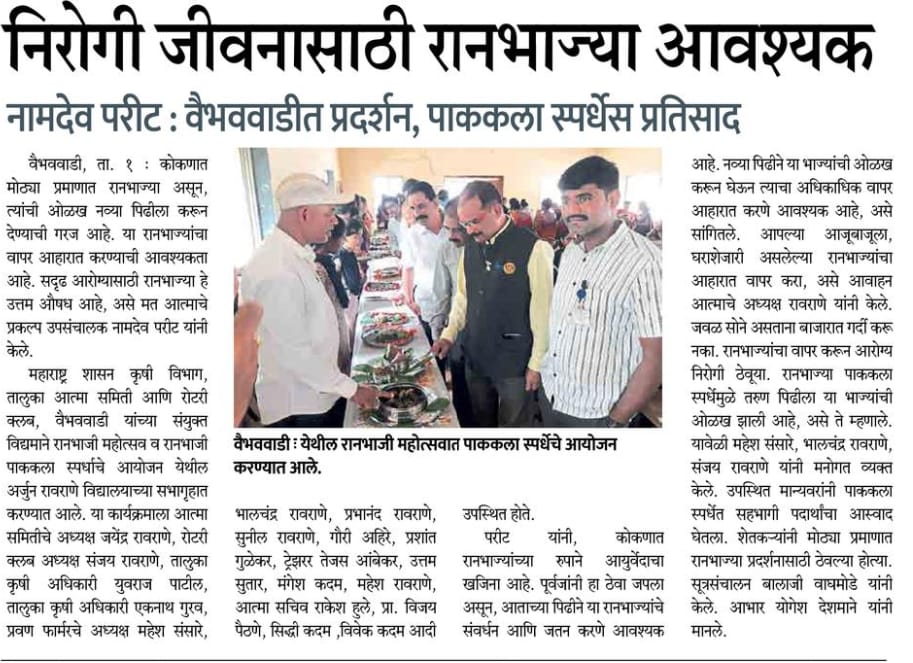 निरोगी जीवनासाठी रानभाज्या आवश्यक
नामदेव परीट : वैभववाडीत प्रदर्शन, पाककला स्पर्धेस प्रतिसाद
वैभववाडी, ता. १ : कोकणात
मोठ्या प्रमाणात रानभाज्या असून,
त्यांची ओळख नव्या पिढीला करून
देण्याची गरज आहे. या रानभाज्यांचा
वापर आहारात करण्याची आवश्यकता
आहे. सदृढ आरोग्यासाठी रानभाज्या हे
उत्तम औषध आहे, असे मत आत्माचे
प्रकल्प उपसंचालक नामदेव परीट यांनी
केले.
महाराष्ट्र शासन कृषी विभाग,
तालुका आत्मा समिती आणि रोटरी
क्लब, वैभववाडी यांच्या संयुक्त
विद्यमाने रानभाजी महोत्सव व रानभाजी
पाककला स्पर्धाचे आयोजन येथील
अर्जुन रावराणे विद्यालयाच्या सभागृहात
करण्यात आले. या कार्यक्रमाला आत्मा
समितीचे अध्यक्ष जयेंद्र रावराणे, रोटरी
क्लब अध्यक्ष संजय रावराणे, तालुका
कृषी अधिकारी युवराज पाटील,
तालुका कृषी अधिकारी एकनाथ गुरव,
प्रवण फार्मरचे अध्यक्ष महेश संसारे,
वैभववाडी : येथील रानभाजी महोत्सवात पाककला स्पर्धेचे आयोजन
करण्यात आले.
भालचंद्र रावराणे, प्रभानंद रावराणे,
सुनील रावराणे, गौरी अहिरे, प्रशांत
गुळेकर, ट्रेझरर तेजस आंबेकर, उत्तम
सुतार, मंगेश कदम, महेश रावराणे,
आत्मा सचिव राकेश हुले, प्रा. विजय
पैठणे, सिद्धी कदम ,विवेक कदम आदी
उपस्थित होते.
परीट यांनी, कोकणात
रानभाज्यांच्या रुपाने आयुर्वेदाचा
खजिना आहे. पूर्वजांनी हा ठेवा जपला
असून, आताच्या पिढीने या रानभाज्यांचे
संवर्धन आणि जतन करणे आवश्यक
आहे. नव्या पिढीने या भाज्यांची ओळख
करून घेऊन त्याचा अधिकाधिक वापर
आहारात करणे आवश्यक आहे, असे
सांगितले. आपल्या आजूबाजूला,
घराशेजारी असलेल्या रानभाज्यांचा
आहारात वापर करा, असे आवाहन
आत्माचे अध्यक्ष रावराणे यांनी केले.
जवळ सोने असताना बाजारात गर्दी करू
नका. रानभाज्यांचा वापर करून आरोग्य
निरोगी ठेवूया. रानभाज्या पाककला
स्पर्धेमुळे तरुण पिढीला या भाज्यांची
ओळख झाली आहे, असे ते म्हणाले.
यावेळी महेश संसारे, भालचंद्र रावराणे,
संजय रावराणे यांनी मनोगत व्यक्त
केले. उपस्थित मान्यवरांनी पाककला
स्पर्धेत सहभागी पदार्थांचा आस्वाद
घेतला. शेतकऱ्यांनी मोठ्या प्रमाणात
रानभाज्या प्रदर्शनासाठी ठेवल्या होत्या.
सूत्रसंचालन बालाजी वाघमोडे यांनी
केले. आभार योगेश देशमाने यांनी
मानले.